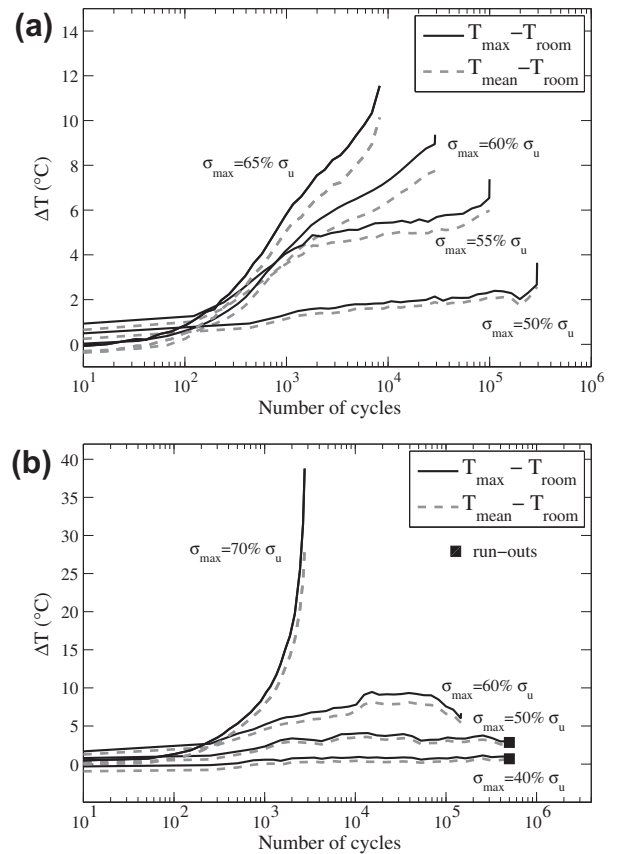 (a)
14
12
10
8
6
4
2
0
ΔT (°C)
T_max−T_room
T_mean−T_room
σ_max=65% σ_u
σ_max=60% σ_u
σ_max=55% σ_u
σ_max=50% σ_u
10^1 10^2 10^3 10^4 10^5 10^6
Number of cycles
(b)
40
35
30
25
20
15
10
5
0
ΔT (°C)
T_max − T_room
T_mean − T_room
run−outs
σ_max=70% σ_u
σ_max=60% σ_u
σ_max=50% σ_u
σ_max=40% σ_u
10^1 10^2 10^3 10^4 10^5 10^6
Number of cycles